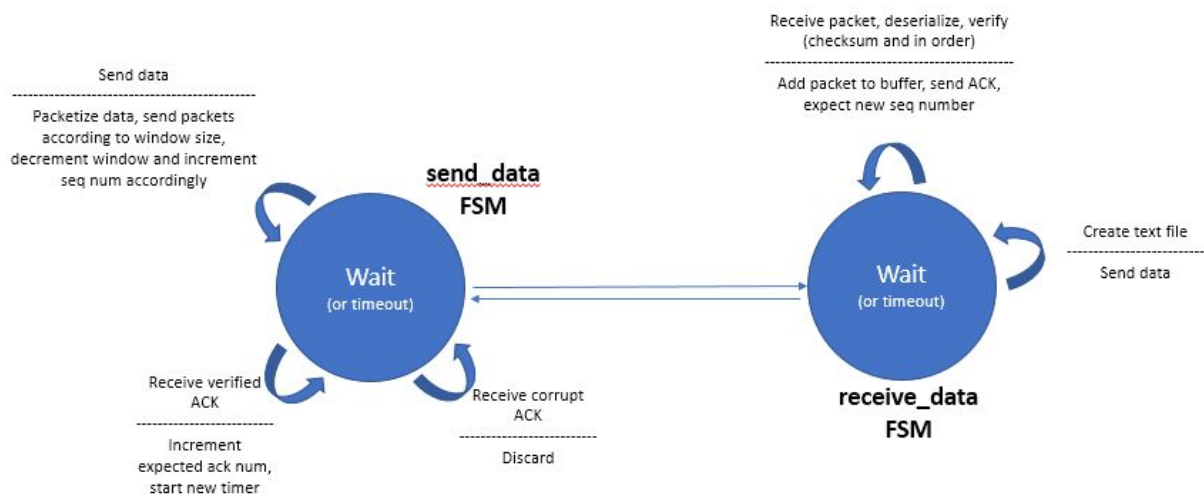 Send data
----------------------------------
Packetize data, send packets
according to window size,
decrement window and increment
seq num accordingly
send_data
FSM
Wait
(or timeout)
Receive verified
ACK
---------------------
Increment
expected ack num,
start new timer
Receive corrupt
ACK
---------------------
Discard
Receive packet, deserialize, verify
(checksum and in order)
----------------------------------
Add packet to buffer, send ACK,
expect new seq number
Wait
(or timeout)
receive_data
FSM
Create text file
---------------------
Send data